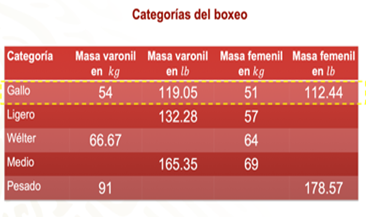 Categorías del boxeo
Categoría Masa varonil en kg Masa varonil en lb Masa femenil en kg Masa femenil en lb
Gallo 54 119.05 51 112.44
Ligero 132.28 57
Wélter 66.67 64
Medio 165.35 69
Pesado 91 178.57